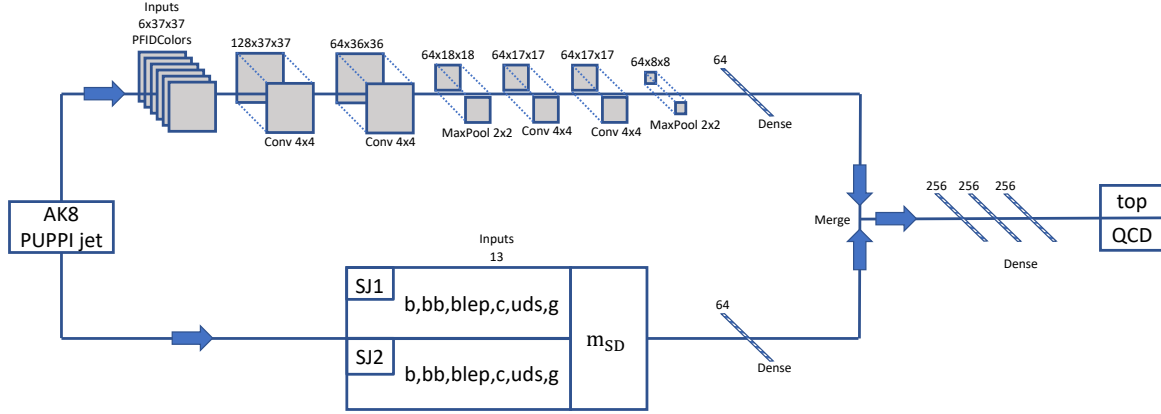 Inputs
6x37x37
PFIDColors
128x37x37
64x36x36
64x18x18
64x17x17
64x17x17
64x8x8
64
Conv 4x4
Conv 4x4
MaxPool 2x2
Conv 4x4
Conv 4x4
MaxPool 2x2
Dense
AK8
PUPPI jet
Merge
256
256
256
Dense
top
QCD
Inputs
13
SJ1
b,bb,blep,c,uds,g
SJ2
b,bb,blep,c,uds,g
mSD
64
Dense